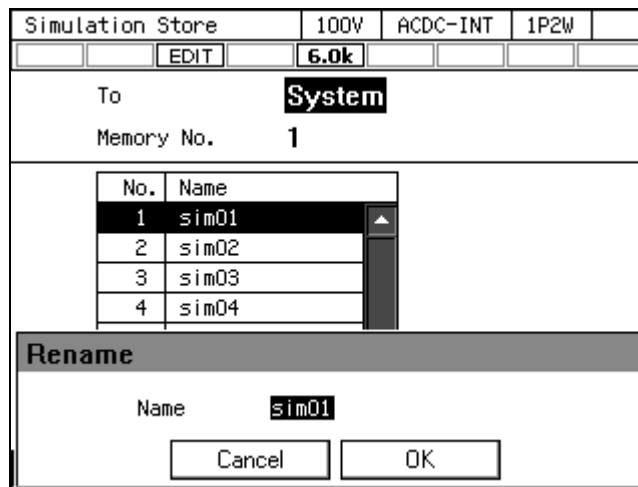 Simulation Store 100V ACDC-INT 1P2W
EDIT 6.0k
To System
Memory No. 1
No. Name
1 sim01
2 sim02
3 sim03
4 sim04
Rename
Name sim01
Cancel OK